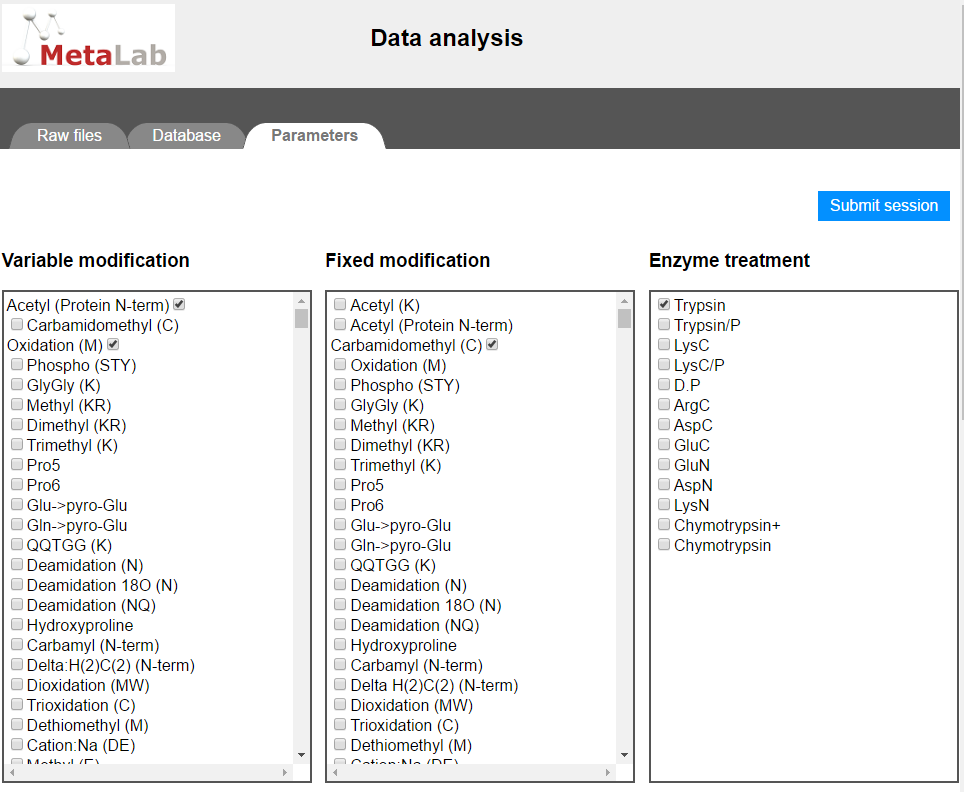 MetaLab
Data analysis
Raw files
Database
Parameters
Submit session
Variable modification
Acetyl (Protein N-term)
Carbamidomethyl (C)
Oxidation (M)
Phospho (STY)
GlyGly (K)
Methyl (KR)
Dimethyl (KR)
Trimethyl (K)
Pro5
Pro6
Glu->pyro-Glu
Gln->pyro-Glu
QQTGG (K)
Deamidation (N)
Deamidation 18O (N)
Deamidation (NQ)
Hydroxyproline
Carbamyl (N-term)
Delta:H(2)C(2) (N-term)
Dioxidation (MW)
Trioxidation (C)
Dethiomethyl (M)
Cation:Na (DE)
Methyl (E)
Fixed modification
Acetyl (K)
Acetyl (Protein N-term)
Carbamidomethyl (C)
Oxidation (M)
Phospho (STY)
GlyGly (K)
Methyl (KR)
Dimethyl (KR)
Trimethyl (K)
Pro5
Pro6
Glu->pyro-Glu
Gln->pyro-Glu
QQTGG (K)
Deamidation (N)
Deamidation 18O (N)
Deamidation (NQ)
Hydroxyproline
Carbamyl (N-term)
Delta H(2)C(2) (N-term)
Dioxidation (MW)
Trioxidation (C)
Dethiomethyl (M)
Cation:Na (DE)
Enzyme treatment
Trypsin
Trypsin/P
LysC
LysC/P
D.P
ArgC
AspC
GluC
GluN
AspN
LysN
Chymotrypsin+
Chymotrypsin